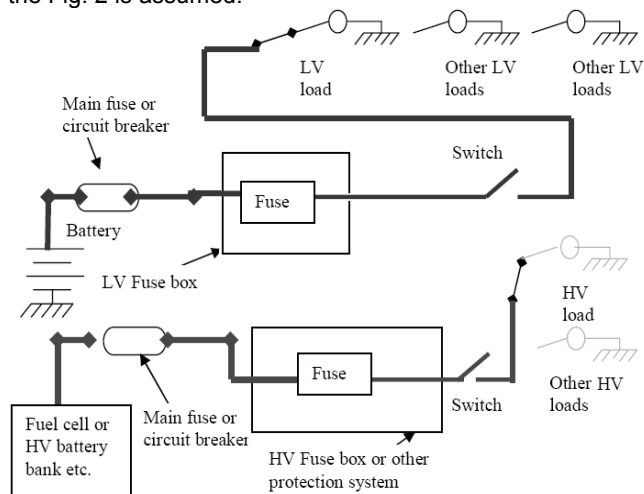 the Fig. 2 is assumed.
LV
load
Other LV
loads
Other LV
loads
Main fuse or
circuit breaker
Switch
Fuse
Battery
LV Fuse box
HV
load
Other HV
loads
Fuse
Switch
Main fuse or
circuit breaker
Fuel cell or
HV battery
bank etc.
HV Fuse box or other
protection system